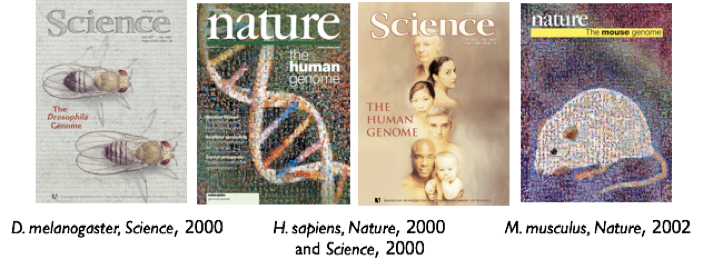 Science
The
Drosophila
Genome
nature
the
human
genome
Science
THE
HUMAN
GENOME
nature
The mouse genome
D. melanogaster, Science, 2000
H. sapiens, Nature, 2000
and Science, 2000
M. musculus, Nature, 2002